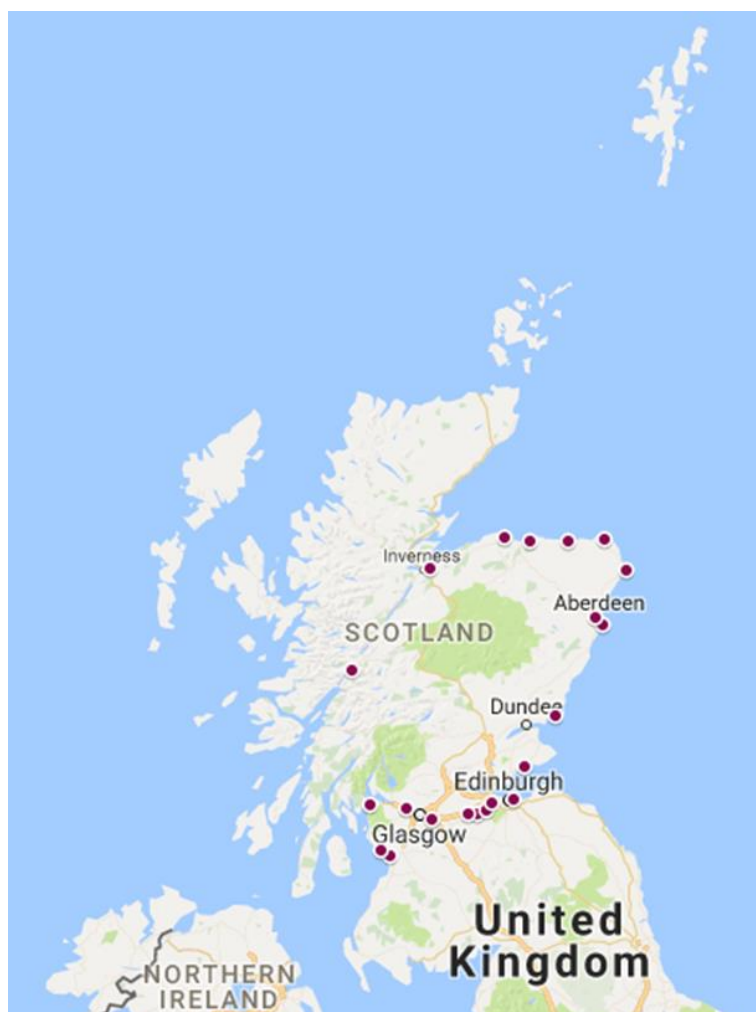 Inverness
Aberdeen
SCOTLAND
Dundee
Edinburgh
Glasgow
United
Kingdom
NORTHERN
IRELAND